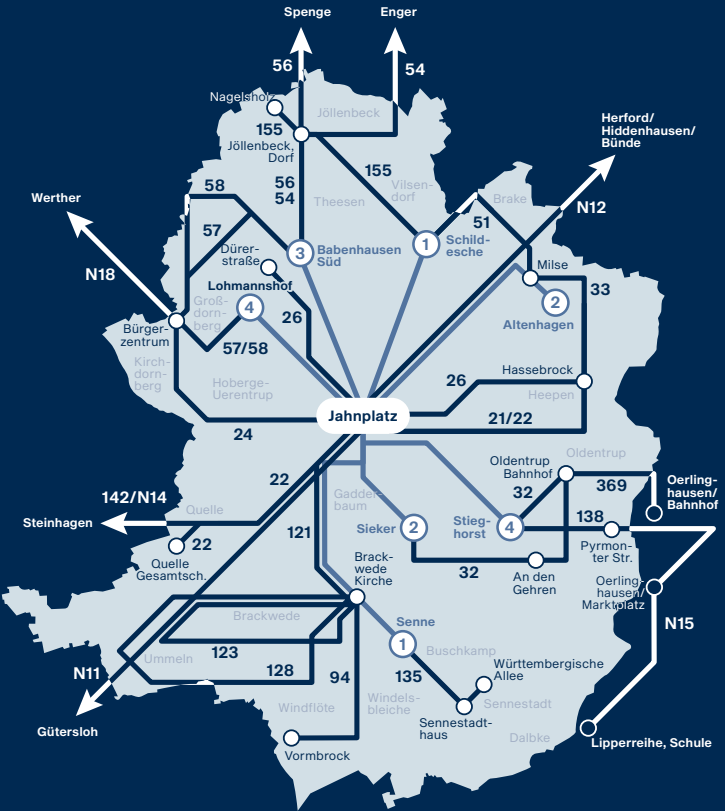 Spenge
Enger
56
54
Nagelsholz
Jöllenbeck
155
Jöllenbeck,
Dorf
Herford/
Hiddenhausen/
Bünde
58
56
54
155
Theesen
Vilsen-
dorf
Brake
Werther
57
51
N12
Dürer-
straße
3
Babenhausen
Süd
1
Schild-
esche
N18
Milse
Lohmannshof
33
Groß-
dorn-
berg
4
26
2
Altenhagen
Bürger-
zentrum
57/58
Kirch-
dorn-
berg
Hoberge-
Uerentrup
26
Hassebrock
Heepen
Jahnplatz
24
21/22
22
Oldentrup
Oldentrup
Bahnhof
142/N14
Gadder-
baum
32
369
Oerling-
hausen/
Bahnhof
Steinhagen
Quelle
121
Sieker
2
Stieg-
horst
4
138
22
Quelle
Gesamtsch.
Brack-
wede
Kirche
32
An den
Gehren
Pyrmon-
ter Str.
Oerling-
hausen/
Marktplatz
Brackwede
Senne
1
N15
123
Ummeln
Buschkamp
N11
128
94
135
Württembergische
Allee
Windflöte
Windels-
bleiche
Sennestadt
Gütersloh
Sennestadt-
haus
Dalbke
Lipperreihe, Schule
Vormbrock